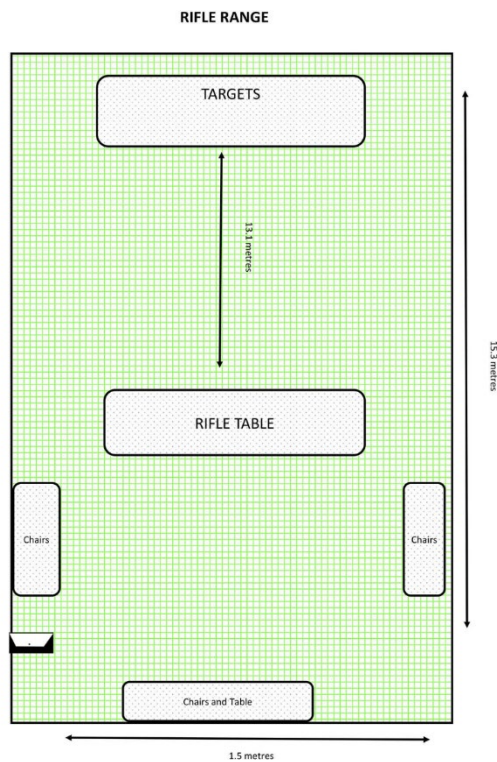 RIFLE RANGE
TARGETS
13.1 metres
15.3 metres
RIFLE TABLE
Chairs
Chairs
Chairs and Table
1.5 metres